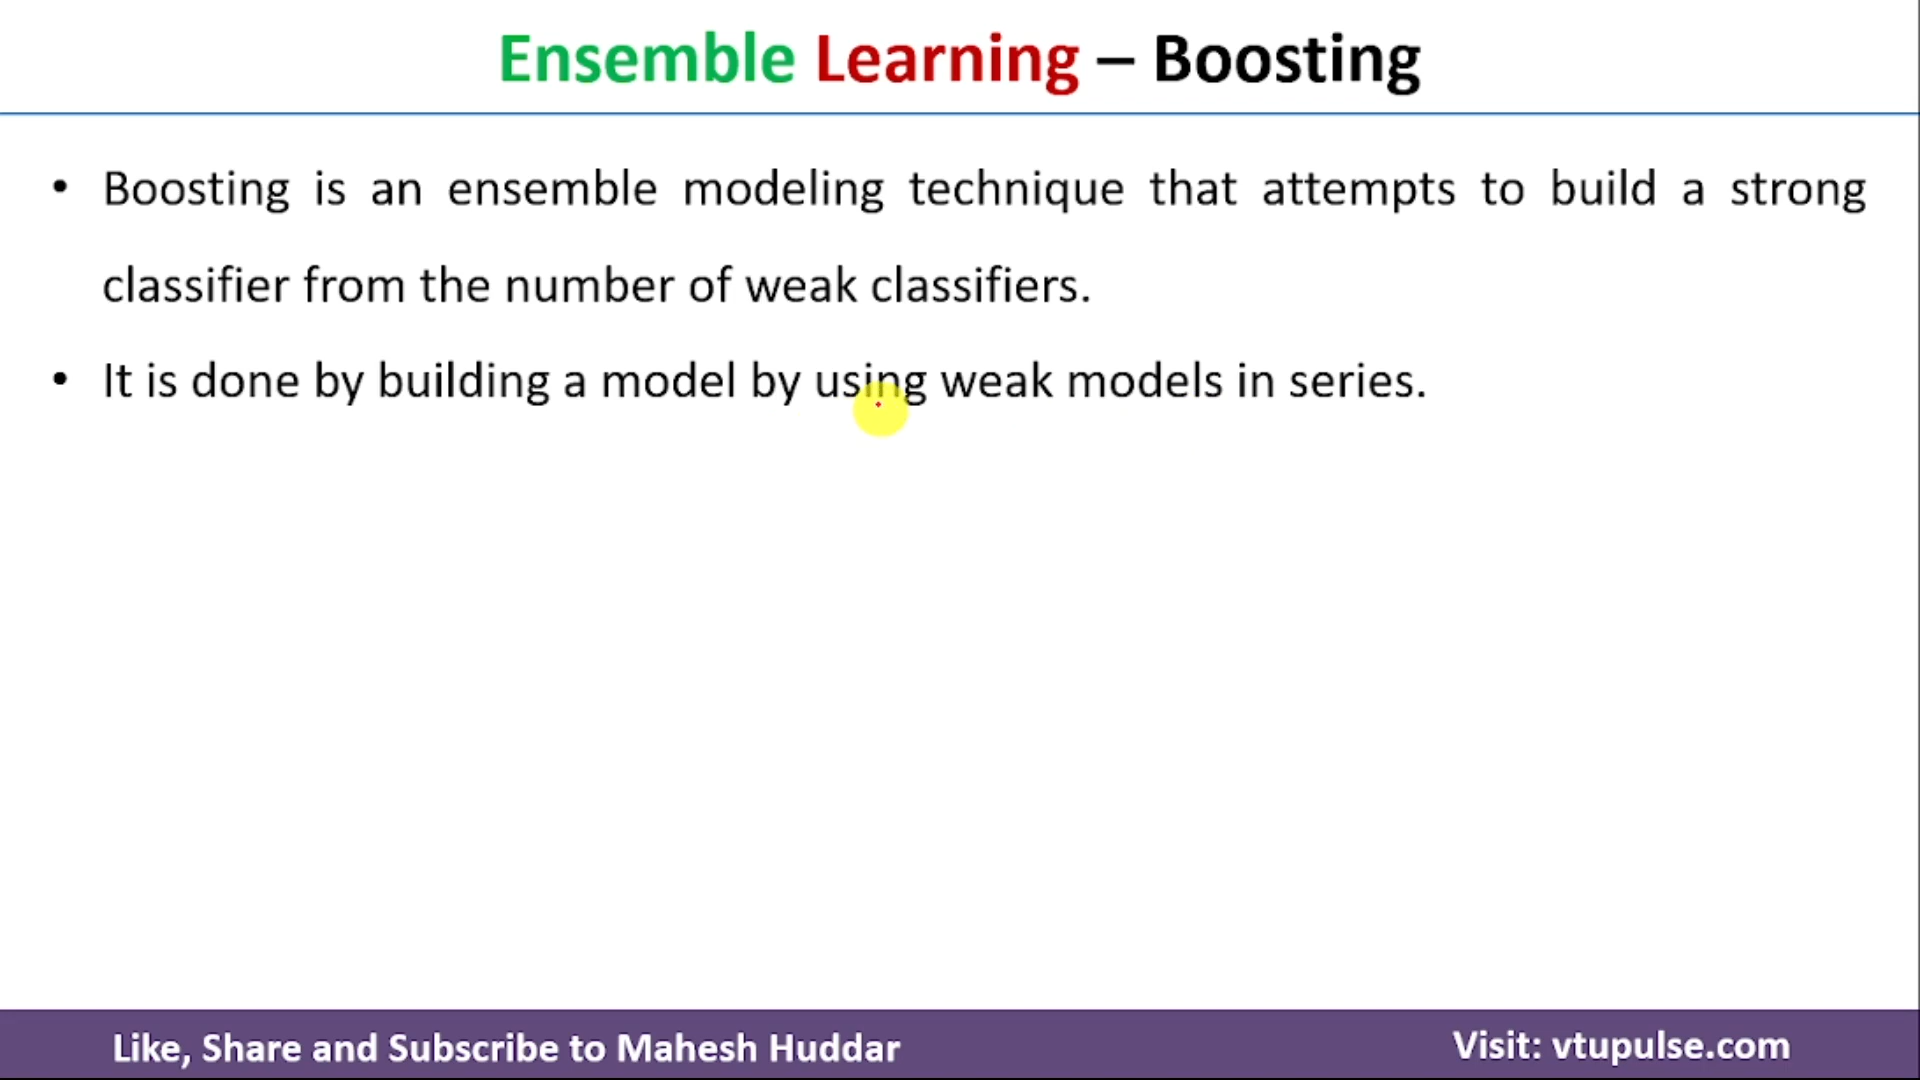 Ensemble Learning – Boosting
• Boosting is an ensemble modeling technique that attempts to build a strong
classifier from the number of weak classifiers.
• It is done by building a model by using weak models in series.
Like, Share and Subscribe to Mahesh Huddar
Visit: vtupulse.com